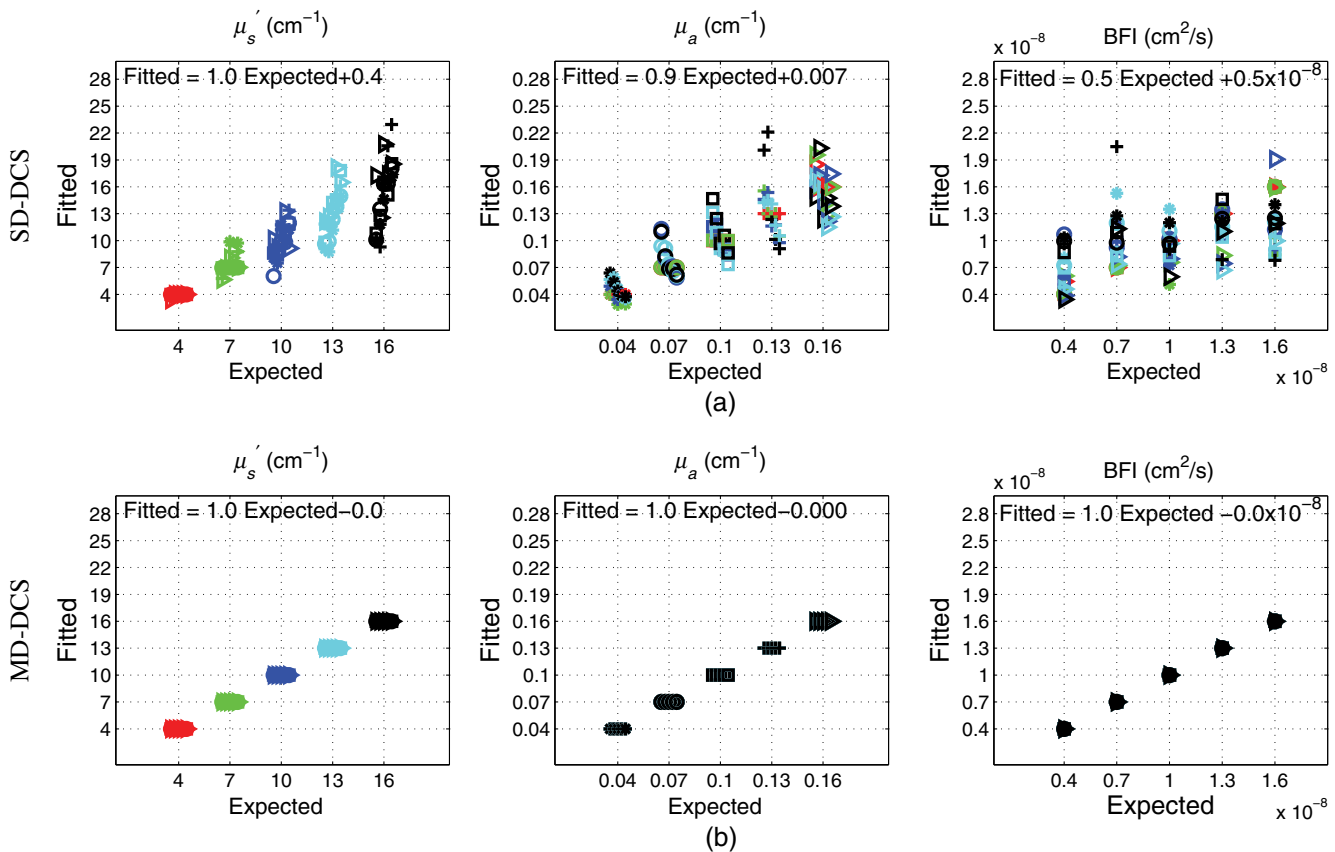 μs′ (cm−1)
μa (cm−1)
BFI (cm2/s)
x 10−8
SD-DCS
Fitted
28
25
22
19
16
13
10
7
4
Fitted = 1.0 Expected+0.4
4 7 10 13 16
Expected
Fitted
0.28
0.25
0.22
0.19
0.16
0.13
0.1
0.07
0.04
Fitted = 0.9 Expected+0.007
0.04 0.07 0.1 0.13 0.16
Expected
Fitted
2.8
2.5
2.2
1.9
1.6
1.3
1
0.7
0.4
Fitted = 0.5 Expected +0.5x10−8
0.4 0.7 1 1.3 1.6
Expected
x 10−8
(a)
μs′ (cm−1)
μa (cm−1)
BFI (cm2/s)
x 10−8
MD-DCS
Fitted
28
25
22
19
16
13
10
7
4
Fitted = 1.0 Expected−0.0
4 7 10 13 16
Expected
Fitted
0.28
0.25
0.22
0.19
0.16
0.13
0.1
0.07
0.04
Fitted = 1.0 Expected−0.000
0.04 0.07 0.1 0.13 0.16
Expected
Fitted
2.8
2.5
2.2
1.9
1.6
1.3
1
0.7
0.4
Fitted = 1.0 Expected −0.0x10−8
0.4 0.7 1 1.3 1.6
Expected
x 10−8
(b)